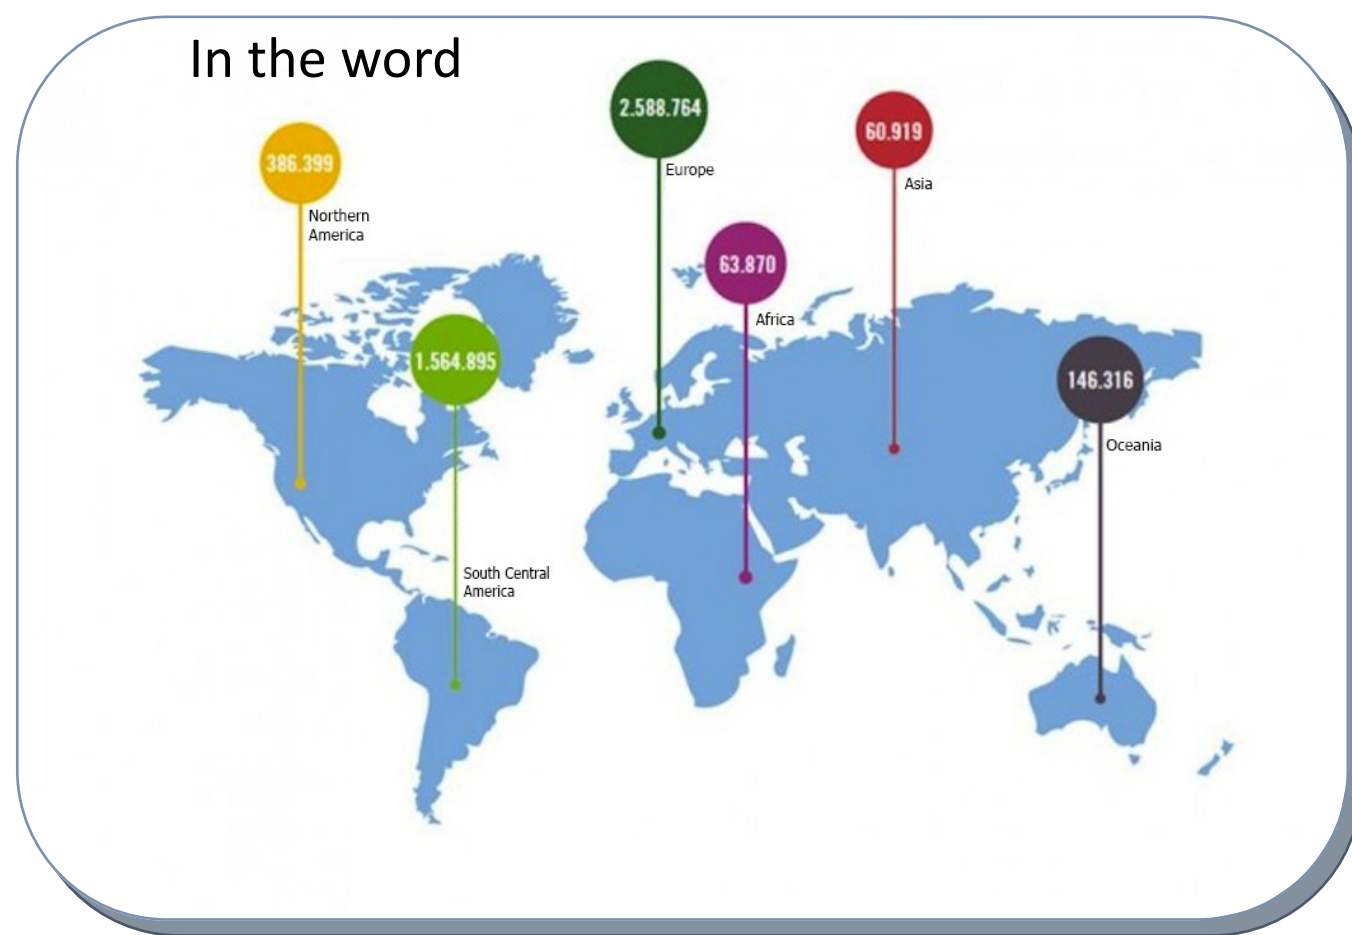 In the word
386.399
Northern
America
2.588.764
Europe
60.919
Asia
63.870
Africa
1.564.895
South Central
America
146.316
Oceania